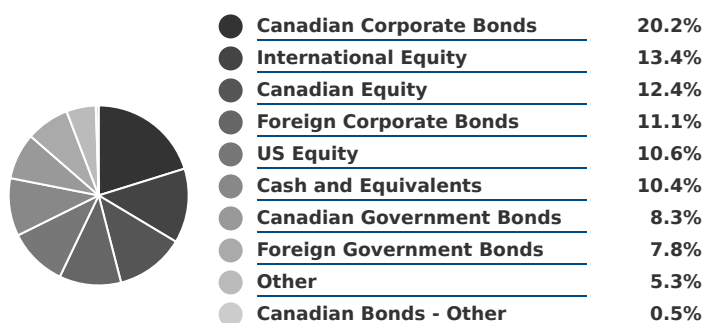 Canadian Corporate Bonds 20.2%
International Equity 13.4%
Canadian Equity 12.4%
Foreign Corporate Bonds 11.1%
US Equity 10.6%
Cash and Equivalents 10.4%
Canadian Government Bonds 8.3%
Foreign Government Bonds 7.8%
Other 5.3%
Canadian Bonds - Other 0.5%